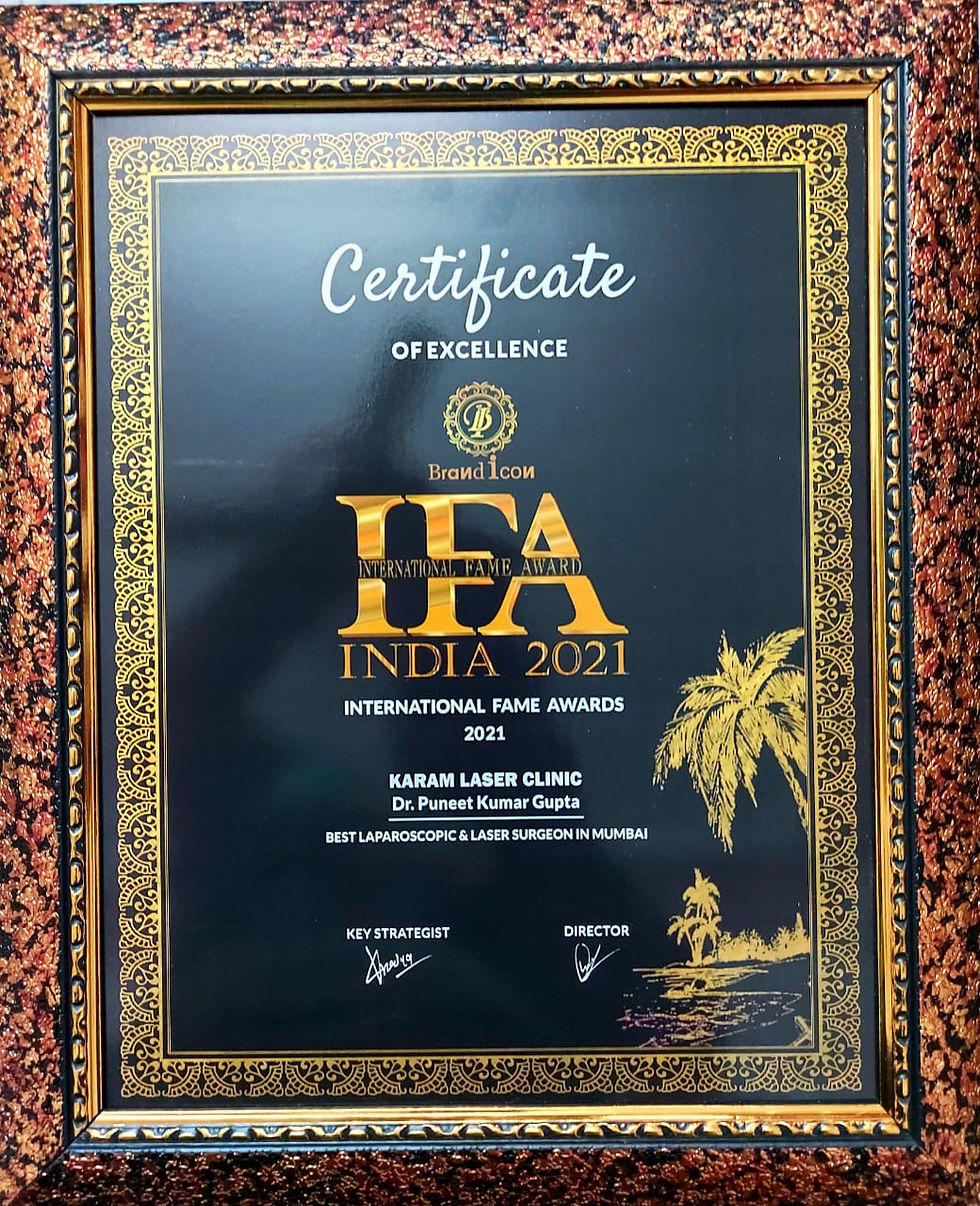 Certificate
OF EXCELLENCE
Brand icon
IFA
INTERNATIONAL FAME AWARD
INDIA 2021
INTERNATIONAL FAME AWARDS
2021
KARAM LASER CLINIC
Dr. Puneet Kumar Gupta
BEST LAPAROSCOPIC & LASER SURGEON IN MUMBAI
KEY STRATEGIST DIRECTOR